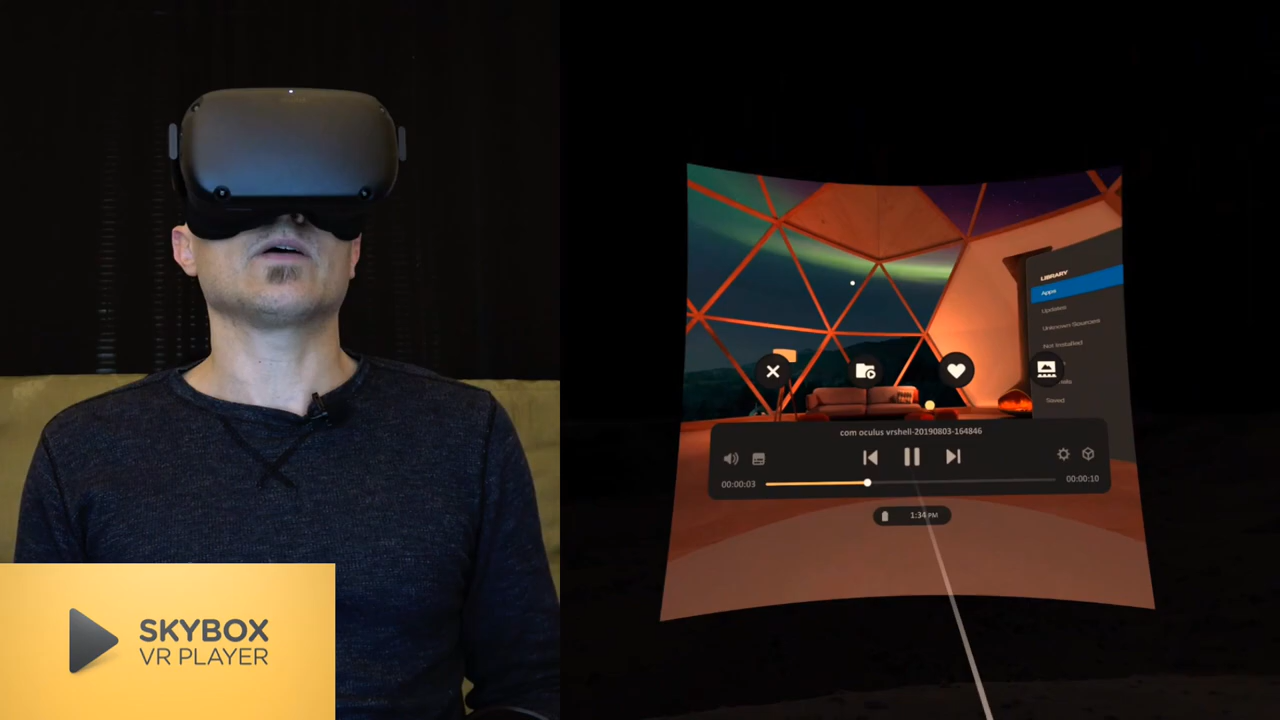 SKYBOX
VR PLAYER
LIBRARY
Apps
Updates
Unknown Sources
Not Installed
Saved
com oculus vrshell-20190803-164846
00:00:03
00:00:10
1:34 PM